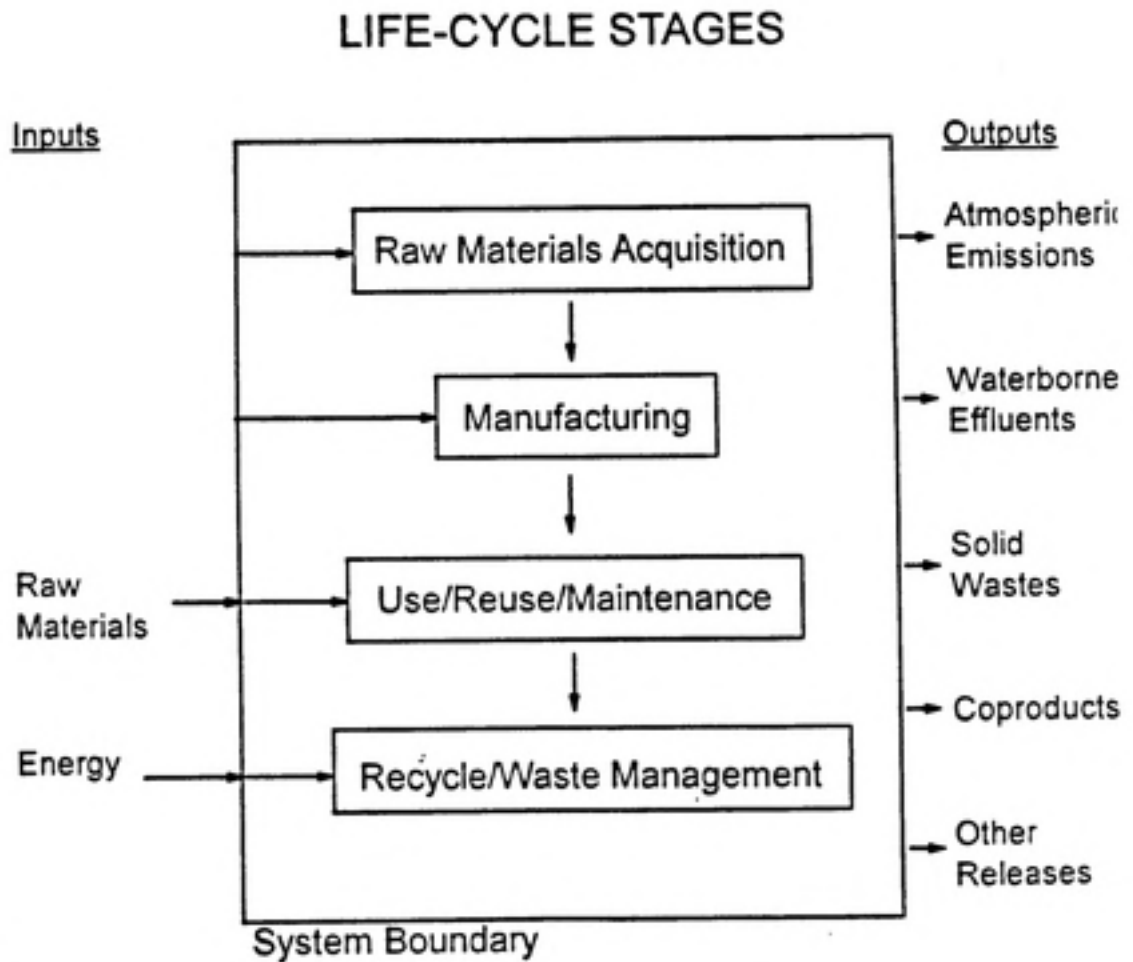 LIFE-CYCLE STAGES
Inputs
Outputs
Raw Materials Acquisition
Atmospheric
Emissions
Manufacturing
Waterborne
Effluents
Raw
Materials
Use/Reuse/Maintenance
Solid
Wastes
Energy
Recycle/Waste Management
Coproducts
Other
Releases
System Boundary